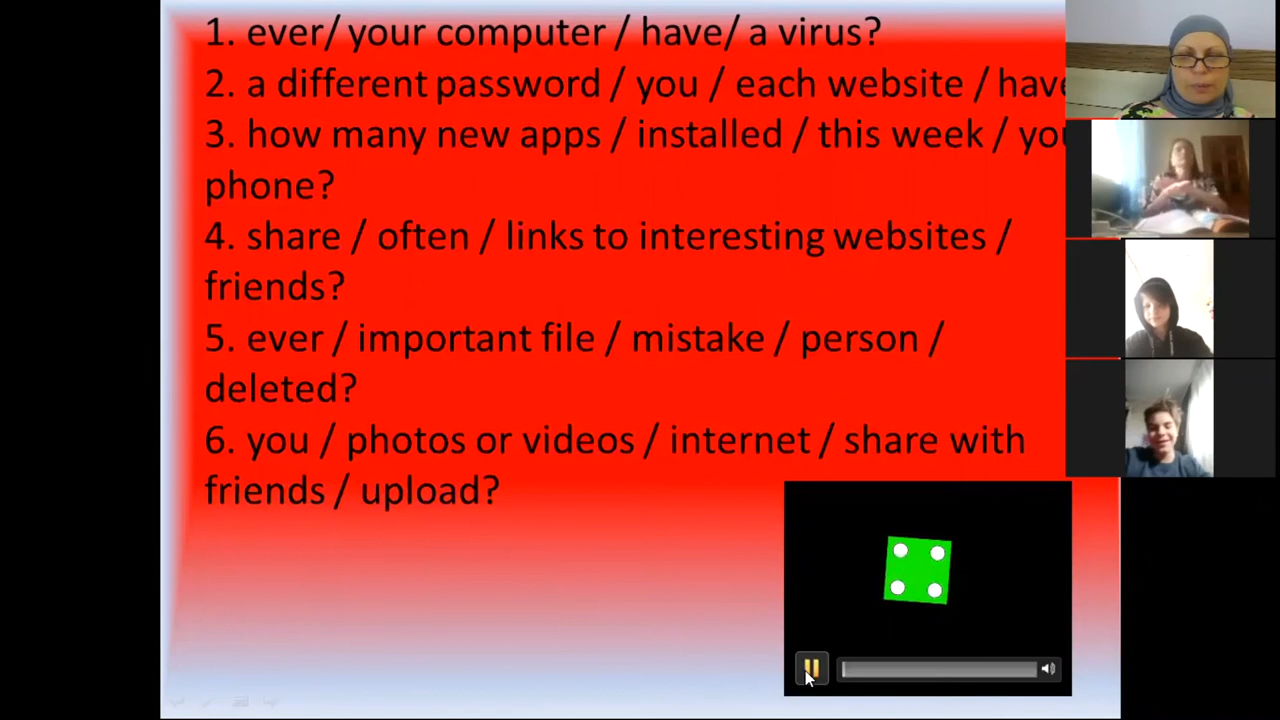 1. ever/ your computer / have/ a virus?
2. a different password / you / each website / have
3. how many new apps / installed / this week /
phone?
4. share / often / links to interesting websites /
friends?
5. ever / important file / mistake / person /
deleted?
6. you / photos or videos / internet / share with
friends / upload?